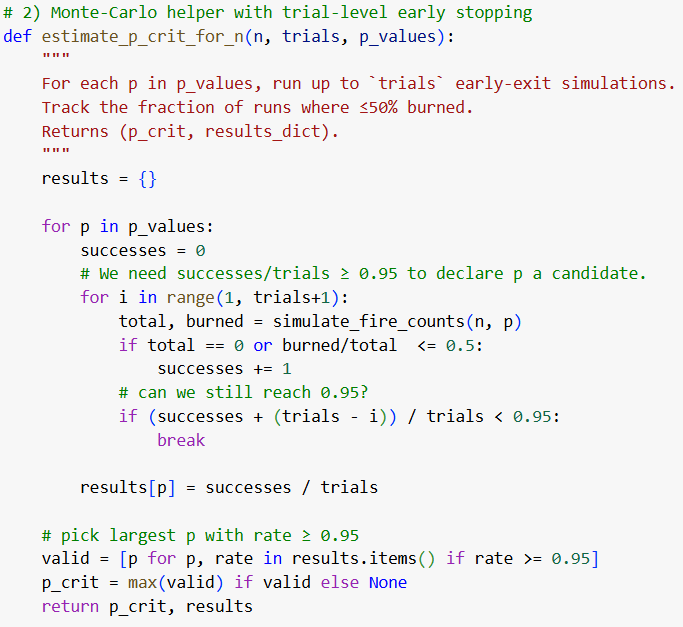 # 2) Monte-Carlo helper with trial-level early stopping
def estimate_p_crit_for_n(n, trials, p_values):
    """
    For each p in p_values, run up to `trials` early-exit simulations.
    Track the fraction of runs where ≤50% burned.
    Returns (p_crit, results_dict).
    """
    results = {}

    for p in p_values:
        successes = 0
        # We need successes/trials ≥ 0.95 to declare p a candidate.
        for i in range(1, trials+1):
            total, burned = simulate_fire_counts(n, p)
            if total == 0 or burned/total  <= 0.5:
                successes += 1
            # can we still reach 0.95?
            if (successes + (trials - i)) / trials < 0.95:
                break

        results[p] = successes / trials

    # pick largest p with rate ≥ 0.95
    valid = [p for p, rate in results.items() if rate >= 0.95]
    p_crit = max(valid) if valid else None
    return p_crit, results